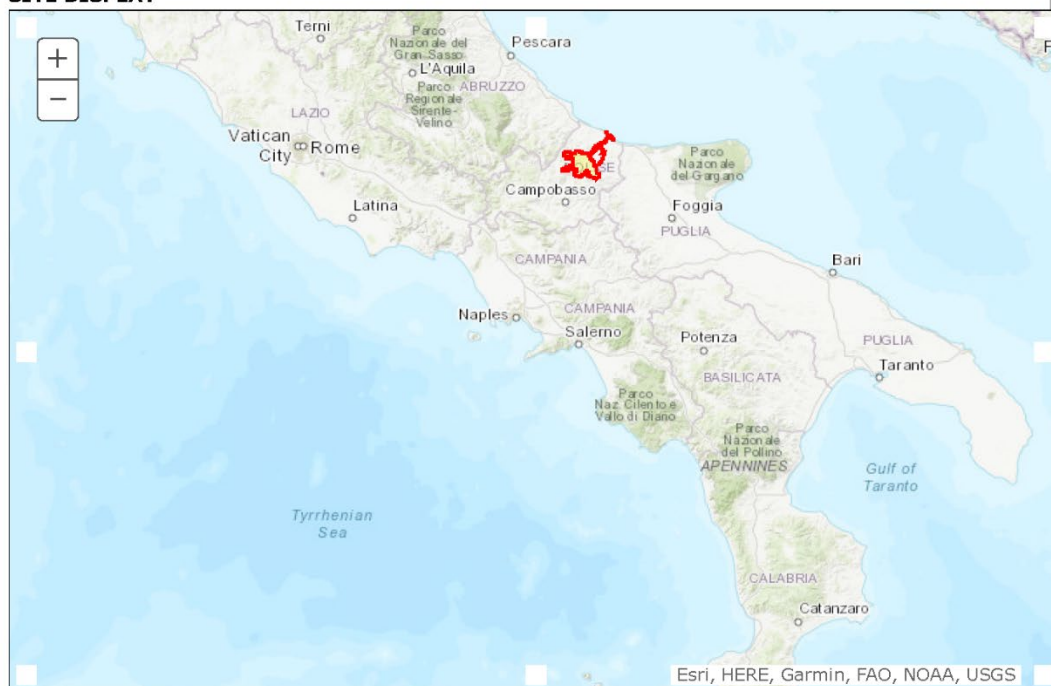 SITE DISPLAY
+
−
Terni
Parco
Nazionale del
Gran Sasso
Pescara
L'Aquila
ABRUZZO
Parco
Regionale
Sirente-
Velino
LAZIO
Vatican
City
Rome
Latina
Campobasso
Parco
Nazionale
del Gargano
Foggia
PUGLIA
CAMPANIA
Bari
Naples
CAMPANIA
Salerno
Potenza
PUGLIA
Taranto
BASILICATA
Parco
Naz. Cilento e
Vallo di Diano
Parco
Nazionale
del Pollino
APENNINES
Gulf of
Taranto
Tyrrhenian
Sea
CALABRIA
Catanzaro
Esri, HERE, Garmin, FAO, NOAA, USGS